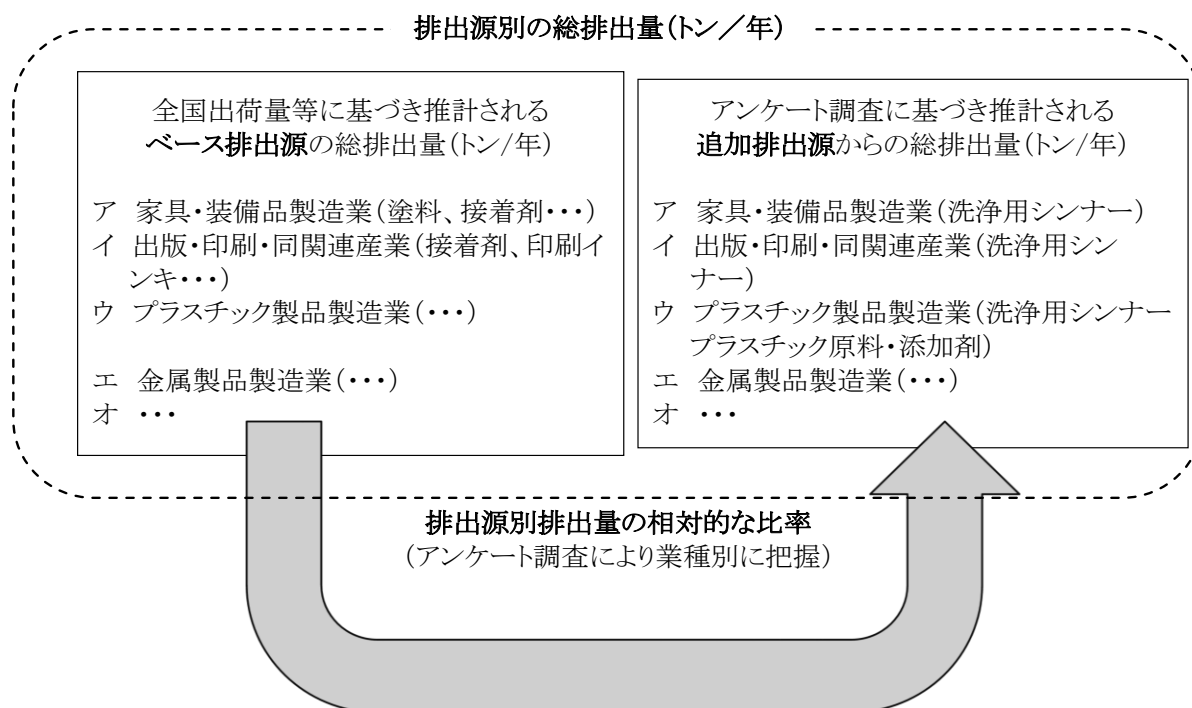 排出源別の総排出量(トン／年)
全国出荷量等に基づき推計される
ベース排出源の総排出量(トン/年)
ア 家具・装備品製造業(塗料、接着剤・・・)
イ 出版・印刷・同関連産業(接着剤、印刷イ
ンキ・・・)
ウ プラスチック製品製造業(・・・)
エ 金属製品製造業(・・・)
オ ・・・
アンケート調査に基づき推計される
追加排出源からの総排出量(トン/年)
ア 家具・装備品製造業(洗浄用シンナー)
イ 出版・印刷・同関連産業(洗浄用シン
ナー)
ウ プラスチック製品製造業(洗浄用シンナー
プラスチック原料・添加剤)
エ 金属製品製造業(・・・)
オ ・・・
排出源別排出量の相対的な比率
(アンケート調査により業種別に把握)